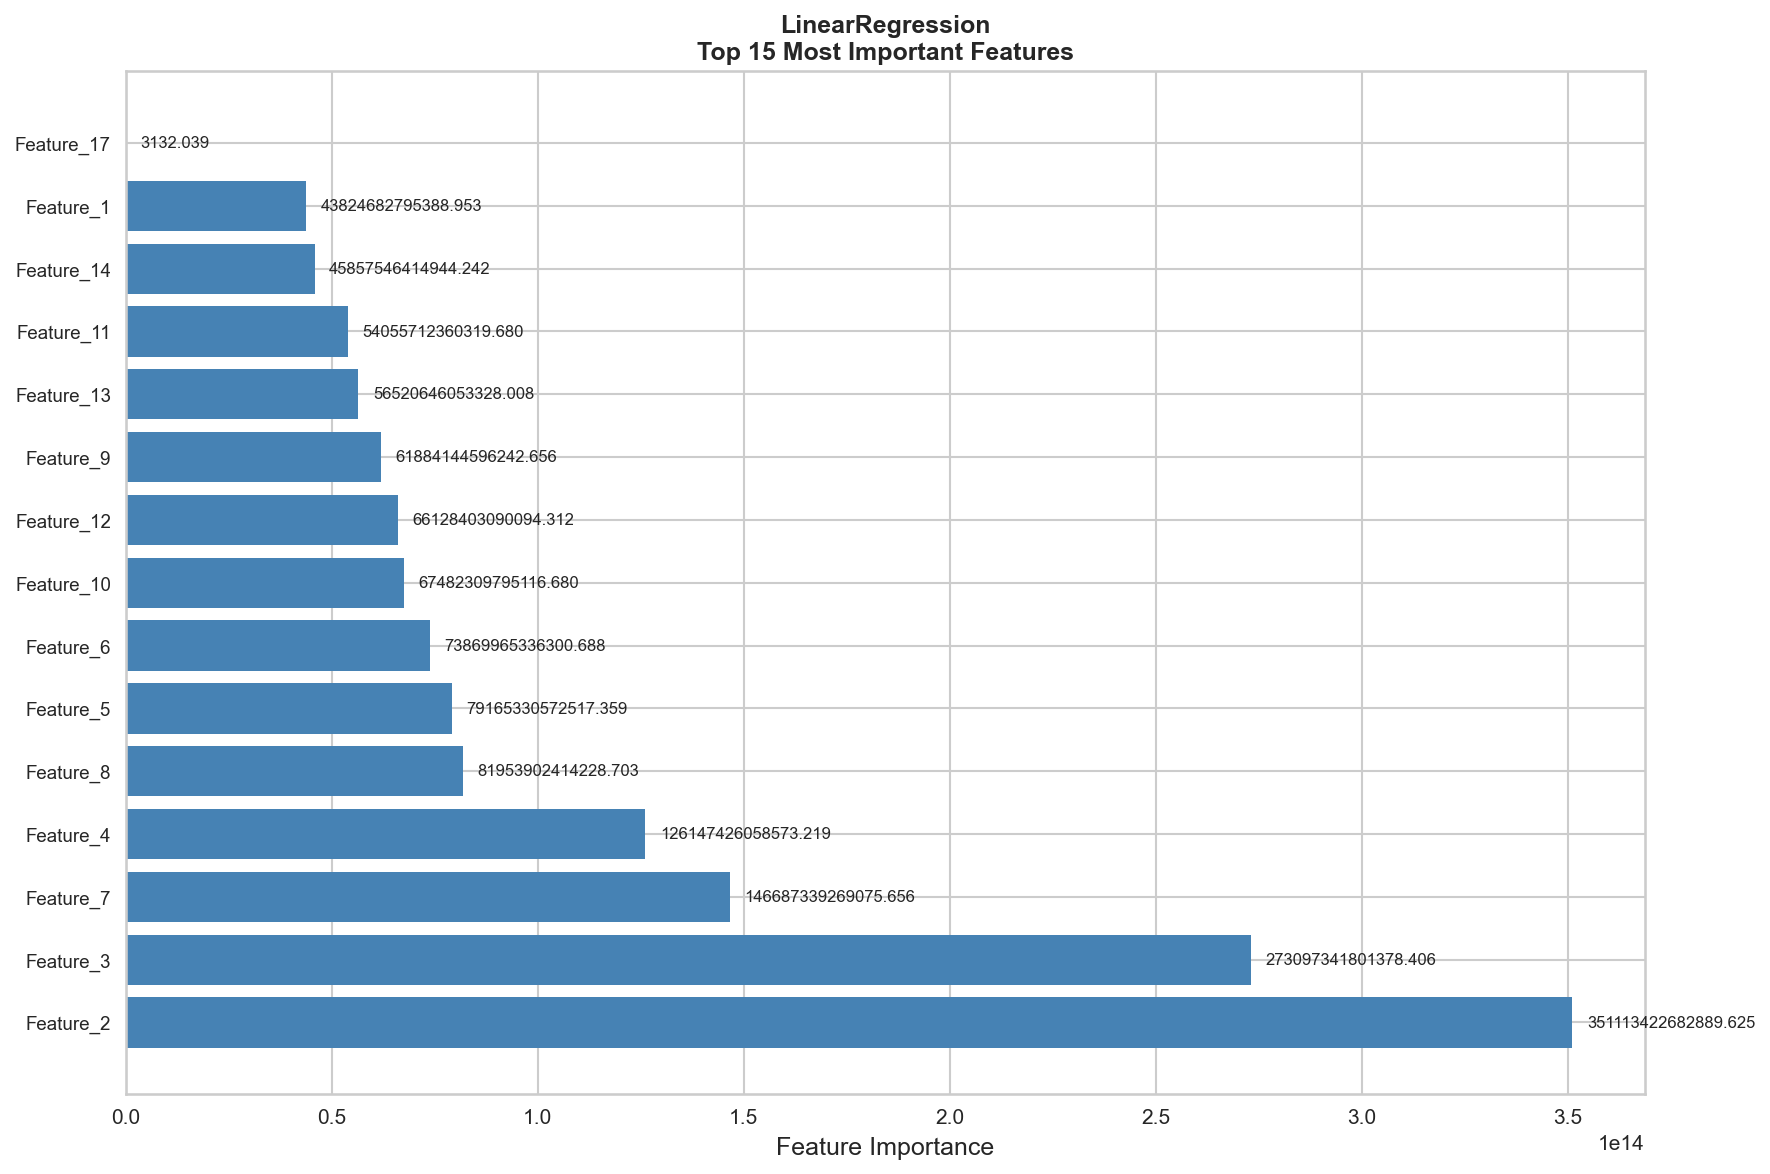 LinearRegression
Top 15 Most Important Features
Feature_17 3132.039
Feature_1 43824682795388.953
Feature_14 45857546414944.242
Feature_11 54055712360319.680
Feature_13 56520646053328.008
Feature_9 61884144596242.656
Feature_12 66128403090094.312
Feature_10 67482309795116.680
Feature_6 73869965336300.688
Feature_5 79165330572517.359
Feature_8 81953902414228.703
Feature_4 126147426058573.219
Feature_7 146687339269075.656
Feature_3 273097341801378.406
Feature_2 351113422682889.625
0.0 0.5 1.0 1.5 2.0 2.5 3.0 3.5
Feature Importance
1e14